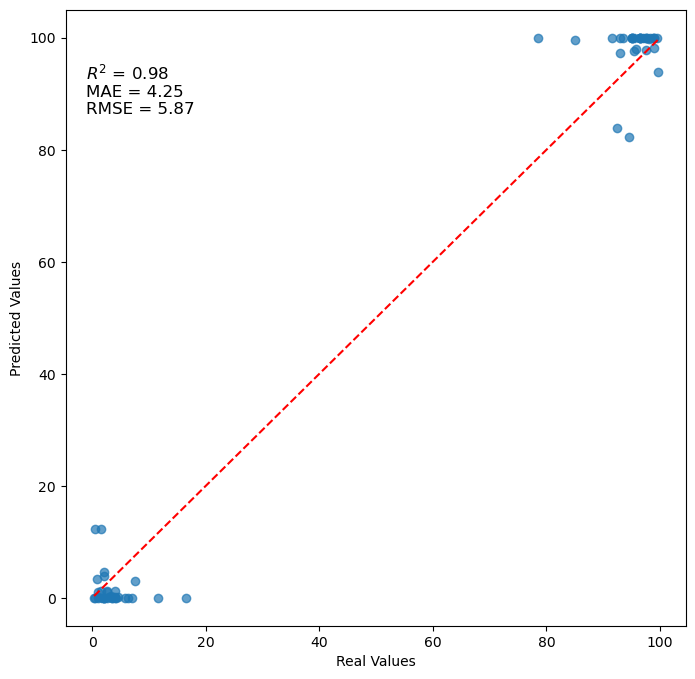 100
80
60
40
20
0
Predicted Values
R² = 0.98
MAE = 4.25
RMSE = 5.87
0 20 40 60 80 100
Real Values